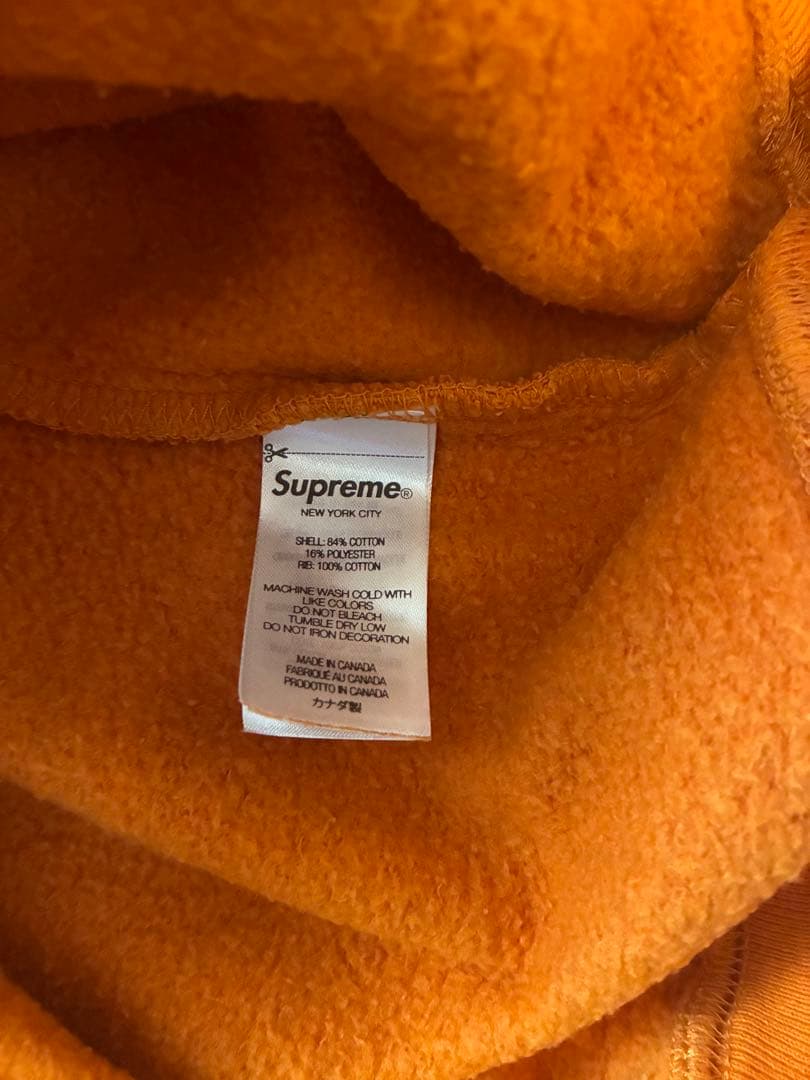 Supreme®
NEW YORK CITY
SHELL: 84% COTTON
16% POLYESTER
RIB: 100% COTTON
MACHINE WASH COLD WITH
LIKE COLORS
DO NOT BLEACH
TUMBLE DRY LOW
DO NOT IRON DECORATION
MADE IN CANADA
FABRIQUÉ AU CANADA
PRODOTTO IN CANADA
カナダ製